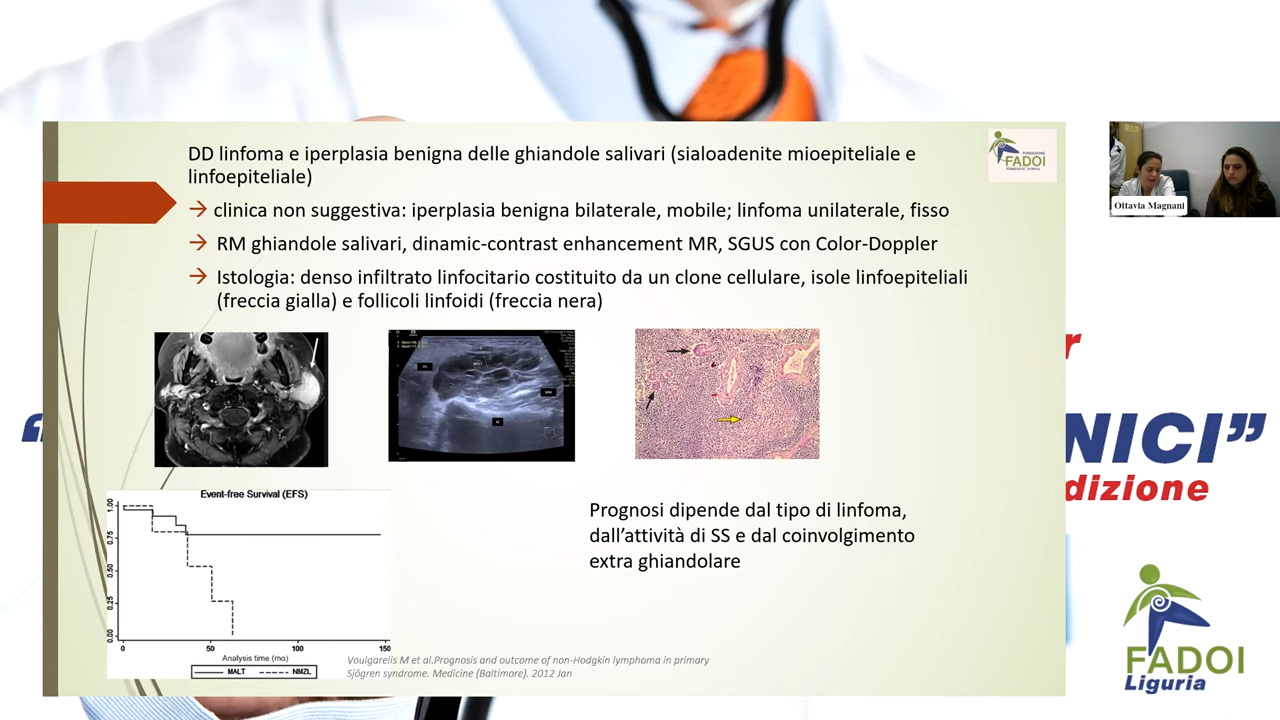 DD linfoma e iperplasia benigna delle ghiandole salivari (sialoadenite mioepiteliale e
linfoepiteliale)
→ clinica non suggestiva: iperplasia benigna bilaterale, mobile; linfoma unilaterale, fisso
→ RM ghiandole salivari, dinamic-contrast enhancement MR, SGUS con Color-Doppler
→ Istologia: denso infiltrato linfocitario costituito da un clone cellulare, isole linfoepiteliali
(freccia gialla) e follicoli linfoidi (freccia nera)
FONDAZIONE
FADOI
Ottavia Magnani
PG
MM
M
Event-free Survival (EFS)
1.00
0.75
0.50
0.25
0.00
0 50 100 150
Analysis time (mo)
MALT NMZL
Prognosi dipende dal tipo di linfoma,
dall'attività di SS e dal coinvolgimento
extra ghiandolare
Voulgarelis M et al.Prognosis and outcome of non-Hodgkin lymphoma in primary
Sjögren syndrome. Medicine (Baltimore). 2012 Jan
r
“
NICI”
dizione
FADOI
Liguria